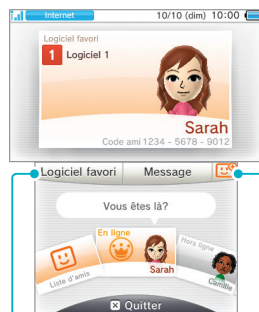 Internet 10/10 (dim) 10:00
Logiciel favori
1 Logiciel 1
Sarah
Code ami 1234 - 5678 - 9012
Logiciel favori Message
Vous êtes là?
En ligne
Hors ligne
Liste d'amis
Sarah
Camille
X Quitter